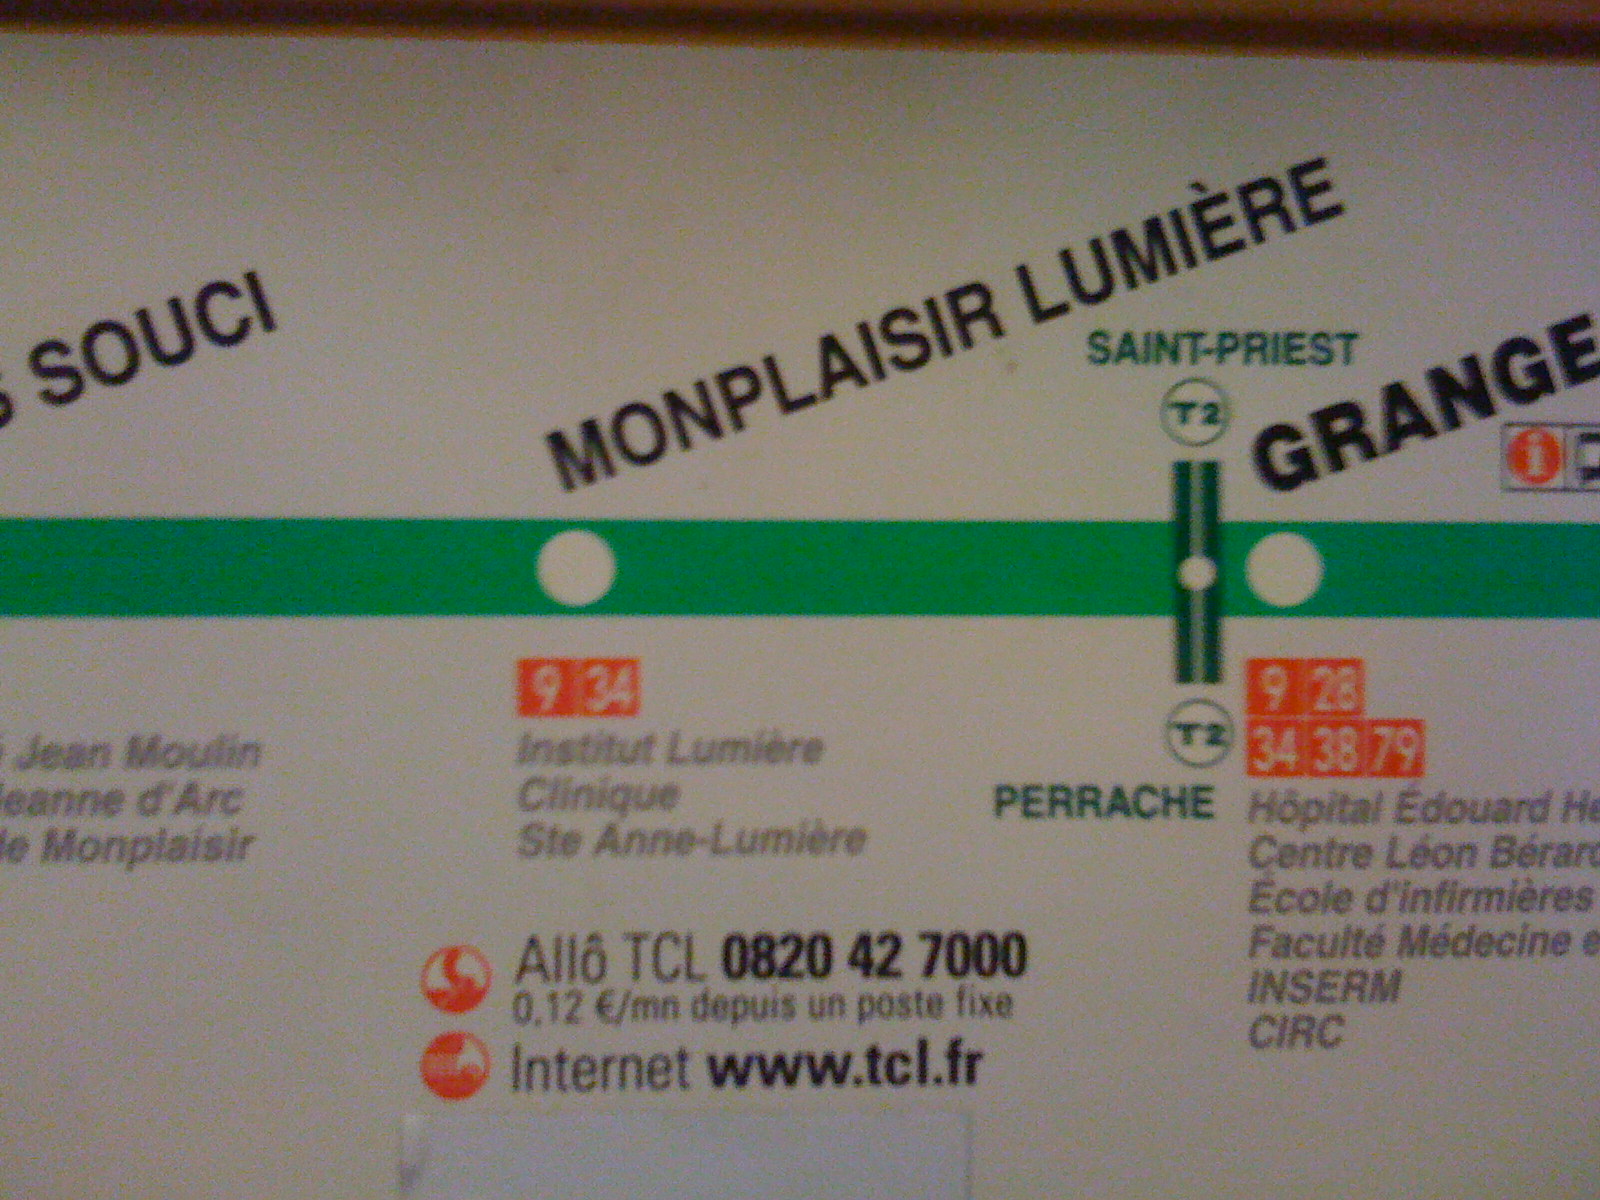 SOUCI
MONPLAISIR LUMIÈRE
SAINT-PRIEST
T2
GRANGE
i
9 34
Institut Lumière
Clinique
Ste Anne-Lumière
Jean Moulin
Jeanne d'Arc
de Monplaisir
T2
PERRACHE
9 28
34 38 79
Hôpital Édouard He
Centre Léon Bérard
École d'infirmières
Faculté Médecine e
INSERM
CIRC
Allô TCL 0820 42 7000
0,12 €/mn depuis un poste fixe
Internet www.tcl.fr